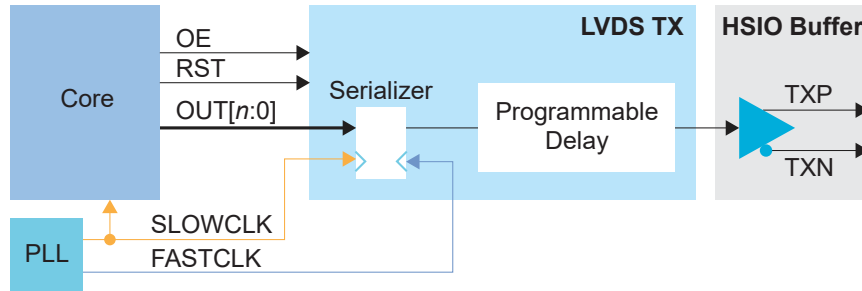 LVDS TX
HSIO Buffer
OE
RST
Core
Serializer
OUT[n:0]
Programmable
Delay
TXP
TXN
SLOWCLK
PLL
FASTCLK